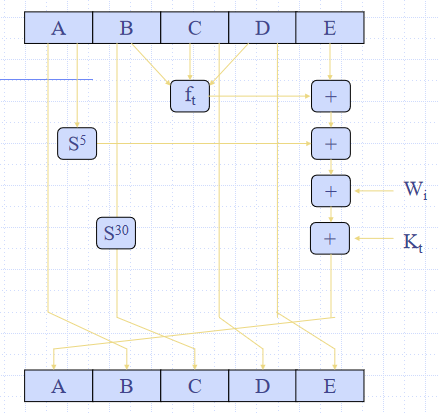 A B C D E
f_t +
S^5 +
+ W_i
S^30 + K_t
A B C D E